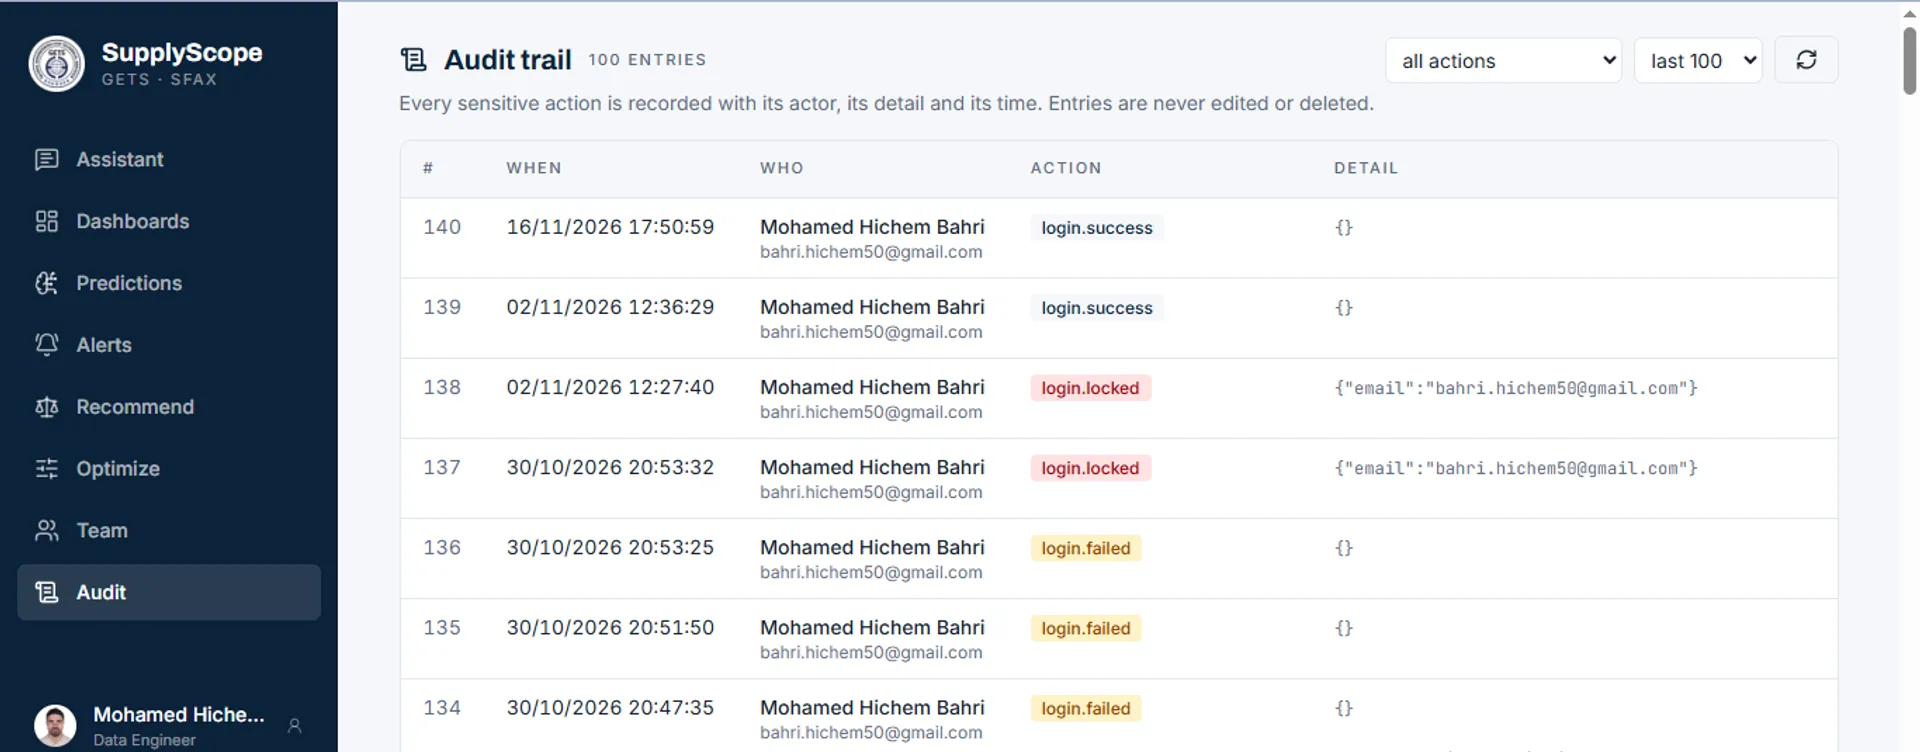 SupplyScope
GETS · SFAX
Assistant
Dashboards
Predictions
Alerts
Recommend
Optimize
Team
Audit
Mohamed Hiche...
Data Engineer
Audit trail 100 ENTRIES
all actions
last 100
Every sensitive action is recorded with its actor, its detail and its time. Entries are never edited or deleted.
# WHEN WHO ACTION DETAIL
140 16/11/2026 17:50:59 Mohamed Hichem Bahri login.success {}
bahri.hichem50@gmail.com
139 02/11/2026 12:36:29 Mohamed Hichem Bahri login.success {}
bahri.hichem50@gmail.com
138 02/11/2026 12:27:40 Mohamed Hichem Bahri login.locked {"email":"bahri.hichem50@gmail.com"}
bahri.hichem50@gmail.com
137 30/10/2026 20:53:32 Mohamed Hichem Bahri login.locked {"email":"bahri.hichem50@gmail.com"}
bahri.hichem50@gmail.com
136 30/10/2026 20:53:25 Mohamed Hichem Bahri login.failed {}
bahri.hichem50@gmail.com
135 30/10/2026 20:51:50 Mohamed Hichem Bahri login.failed {}
bahri.hichem50@gmail.com
134 30/10/2026 20:47:35 Mohamed Hichem Bahri login.failed {}
bahri.hichem50@gmail.com